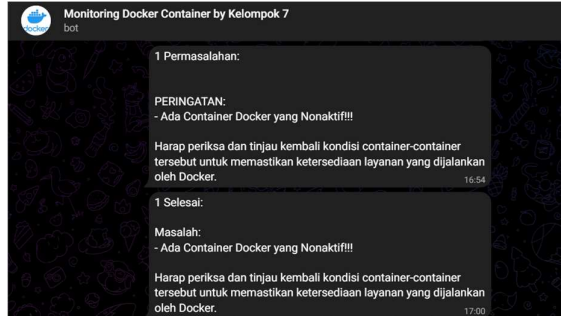 docker
Monitoring Docker Container by Kelompok 7
bot
1 Permasalahan:
PERINGATAN:
- Ada Container Docker yang Nonaktif!!!
Harap periksa dan tinjau kembali kondisi container-container
tersebut untuk memastikan ketersediaan layanan yang dijalankan
oleh Docker.
16:54
1 Selesai:
Masalah:
- Ada Container Docker yang Nonaktif!!!
Harap periksa dan tinjau kembali kondisi container-container
tersebut untuk memastikan ketersediaan layanan yang dijalankan
oleh Docker.
17:00